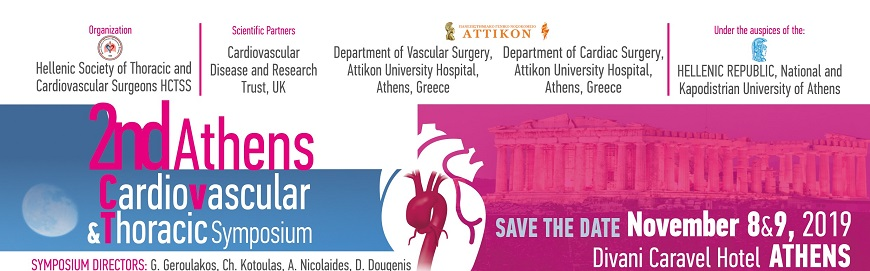 Organization
Hellenic Society of Thoracic and
Cardiovascular Surgeons HCTSS
Scientific Partners
Cardiovascular
Disease and Research
Trust, UK
ΠΑΝΕΠΙΣΤΗΜΙΑΚΟ ΓΕΝΙΚΟ ΝΟΣΟΚΟΜΕΙΟ
ATTIKON
Department of Vascular Surgery,
Attikon University Hospital,
Athens, Greece
Department of Cardiac Surgery,
Attikon University Hospital,
Athens, Greece
Under the auspices of the:
HELLENIC REPUBLIC, National and
Kapodistrian University of Athens
2nd Athens
Cardiovascular
& Thoracic Symposium
SYMPOSIUM DIRECTORS: G. Geroulakos, Ch. Kotoulas, A. Nicolaides, D. Dougenis
SAVE THE DATE November 8&9, 2019
Divani Caravel Hotel ATHENS